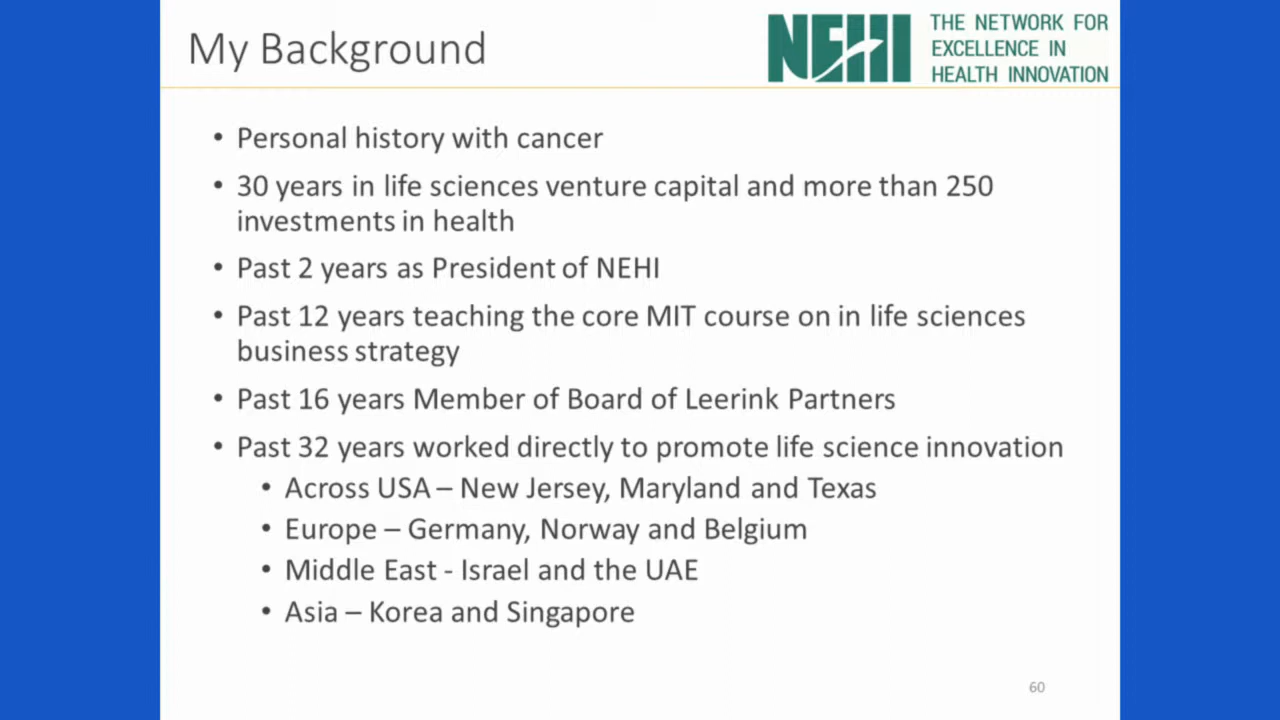 My Background
NEHI
THE NETWORK FOR
EXCELLENCE IN
HEALTH INNOVATION
• Personal history with cancer
• 30 years in life sciences venture capital and more than 250
investments in health
• Past 2 years as President of NEHI
• Past 12 years teaching the core MIT course on in life sciences
business strategy
• Past 16 years Member of Board of Leerink Partners
• Past 32 years worked directly to promote life science innovation
• Across USA – New Jersey, Maryland and Texas
• Europe – Germany, Norway and Belgium
• Middle East - Israel and the UAE
• Asia – Korea and Singapore
60